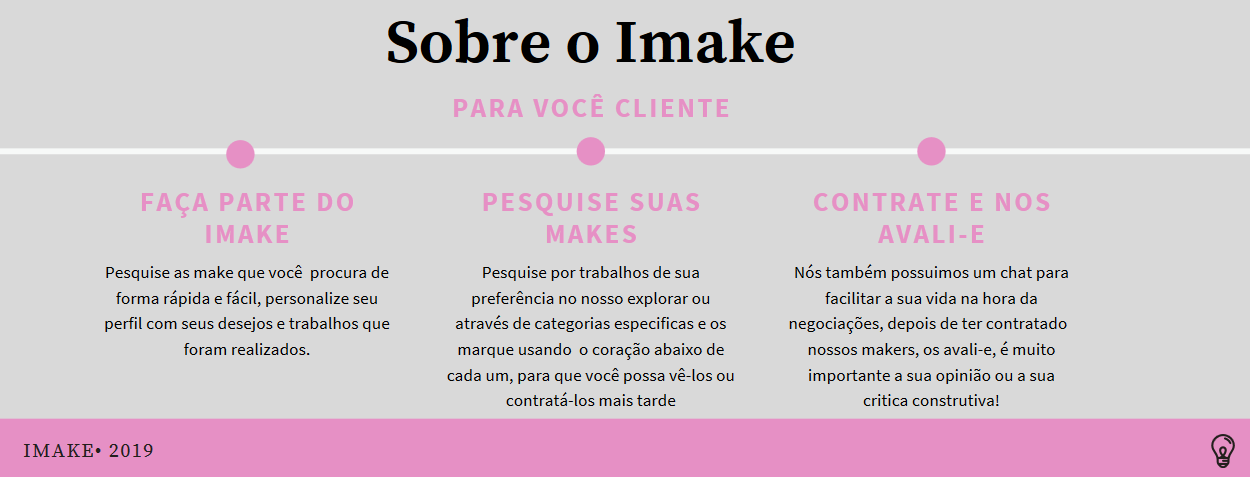 Sobre o Imake
PARA VOCÊ CLIENTE
FAÇA PARTE DO
IMAKE
Pesquise as make que você procura de
forma rápida e fácil, personalize seu
perfil com seus desejos e trabalhos que
foram realizados.
PESQUISE SUAS
MAKES
Pesquise por trabalhos de sua
preferência no nosso explorar ou
através de categorias especificas e os
marque usando o coração abaixo de
cada um, para que você possa vê-los ou
contratá-los mais tarde
CONTRATE E NOS
AVALI-E
Nós também possuimos um chat para
facilitar a sua vida na hora da
negociações, depois de ter contratado
nossos makers, os avali-e, é muito
importante a sua opinião ou a sua
critica construtiva!
IMAKE• 2019